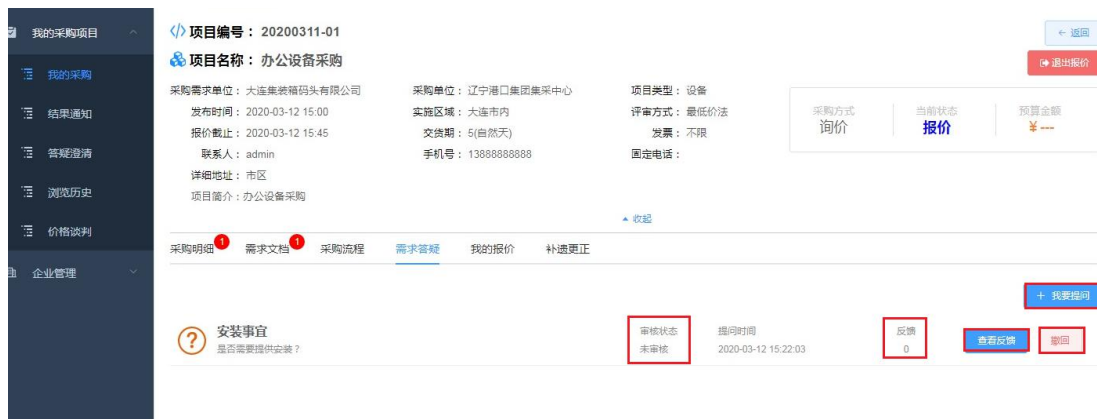 我的采购项目
我的采购
结果通知
答疑澄清
浏览历史
价格谈判
企业管理
</> 项目编号： 20200311-01
← 返回
项目名称： 办公设备采购
退出报价
采购需求单位： 大连集装箱码头有限公司 采购单位： 辽宁港口集团集采中心 项目类型： 设备
发布时间： 2020-03-12 15:00 实施区域： 大连市内 评审方式： 最低价法
报价截止： 2020-03-12 15:45 交货期： 5(自然天) 发票： 不限
联系人： admin 手机号： 13888888888 固定电话：
详细地址： 市区
项目简介：办公设备采购
采购方式 当前状态 预算金额
询价 报价 ¥ ---
收起
采购明细 1 需求文档 1 采购流程 需求答疑 我的报价 补遗更正
+ 我要提问
安装事宜 审核状态 提问时间 反馈
是否需要提供安装？ 未审核 2020-03-12 15:22:03 0
查看反馈 撤回